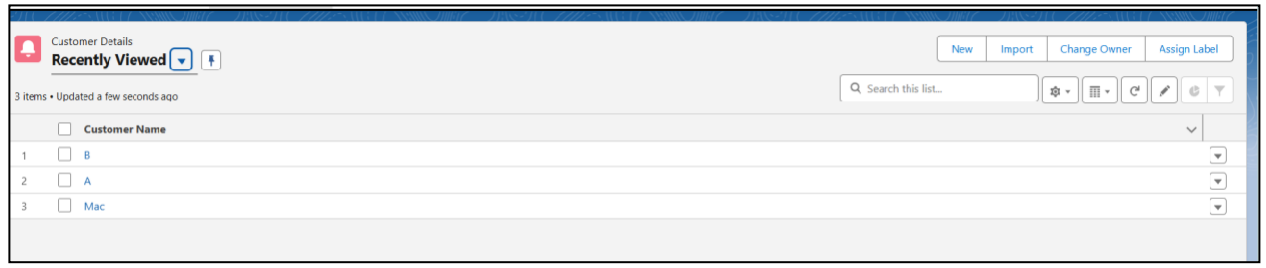 Customer Details
Recently Viewed
New Import Change Owner Assign Label
3 items • Updated a few seconds ago
Search this list...
Customer Name
1 B
2 A
3 Mac